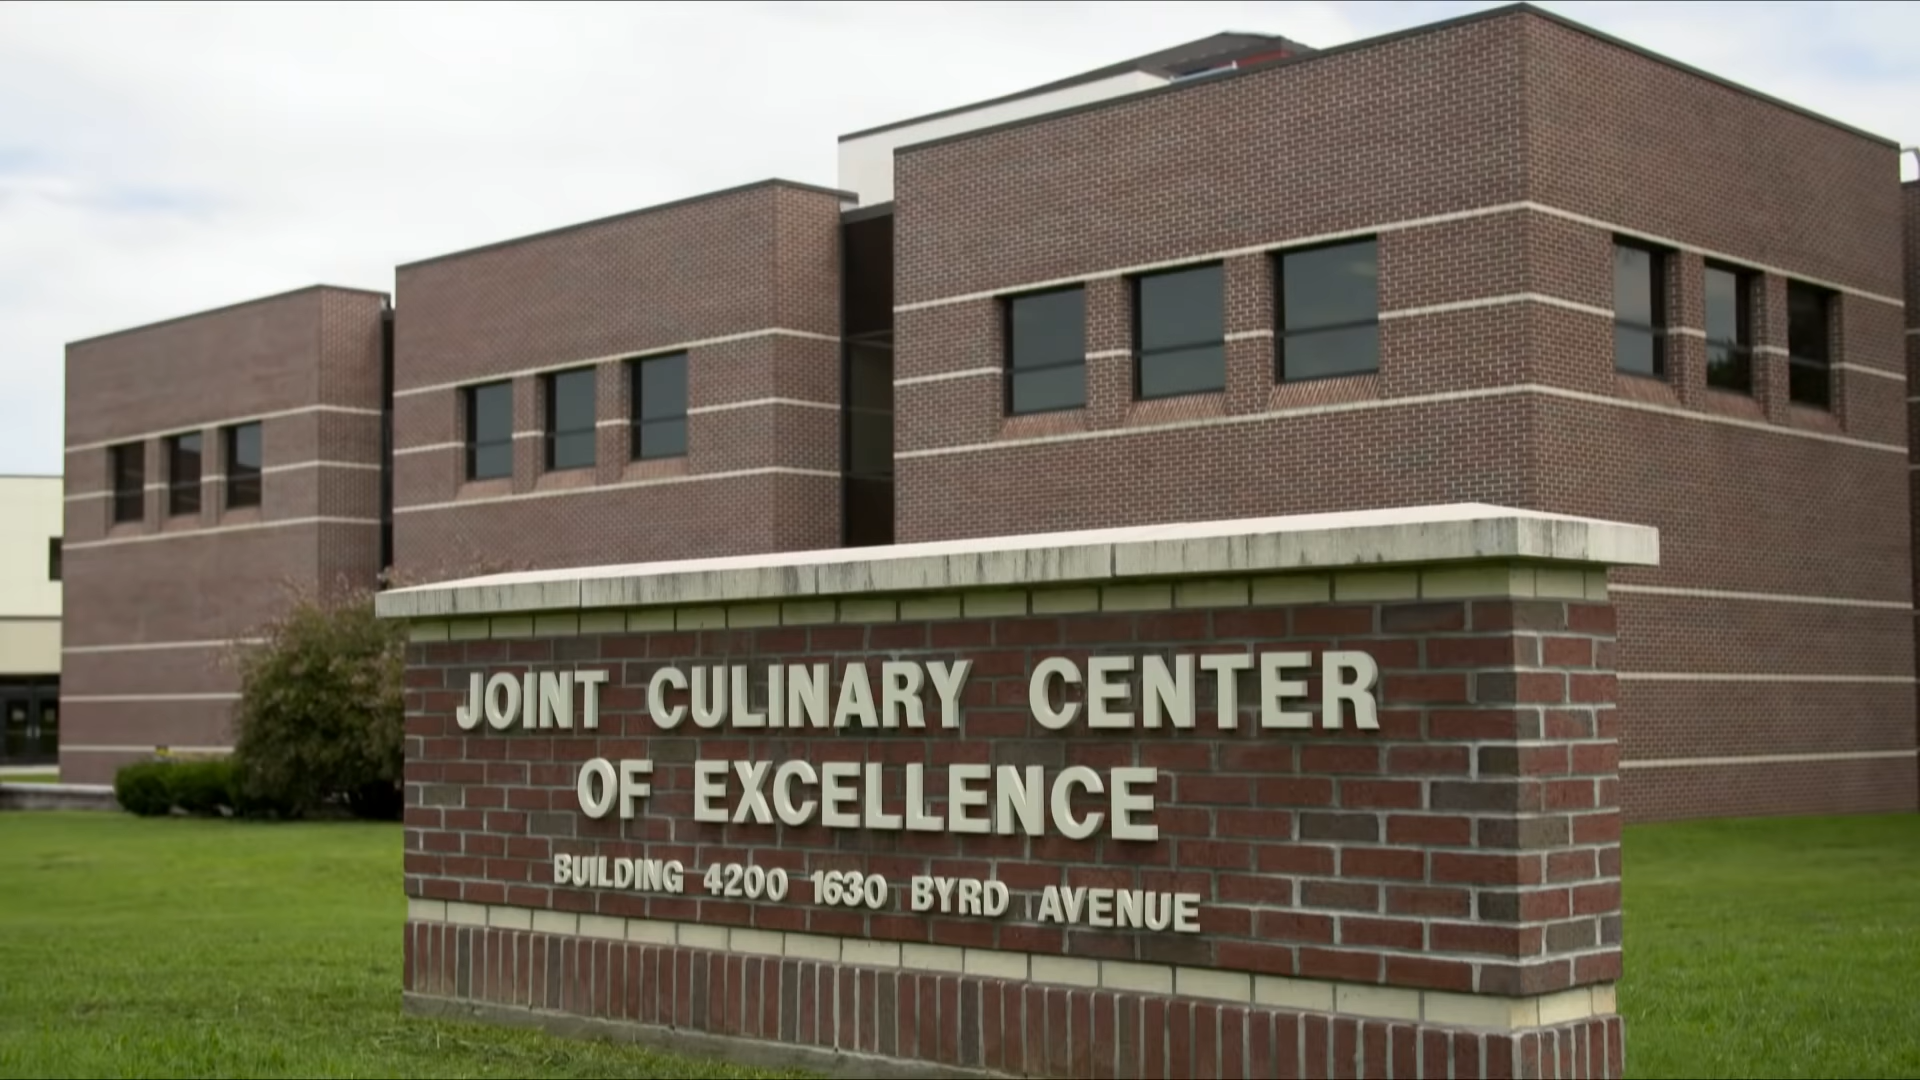 JOINT CULINARY CENTER
OF EXCELLENCE
BUILDING 4200 1630 BYRD AVENUE